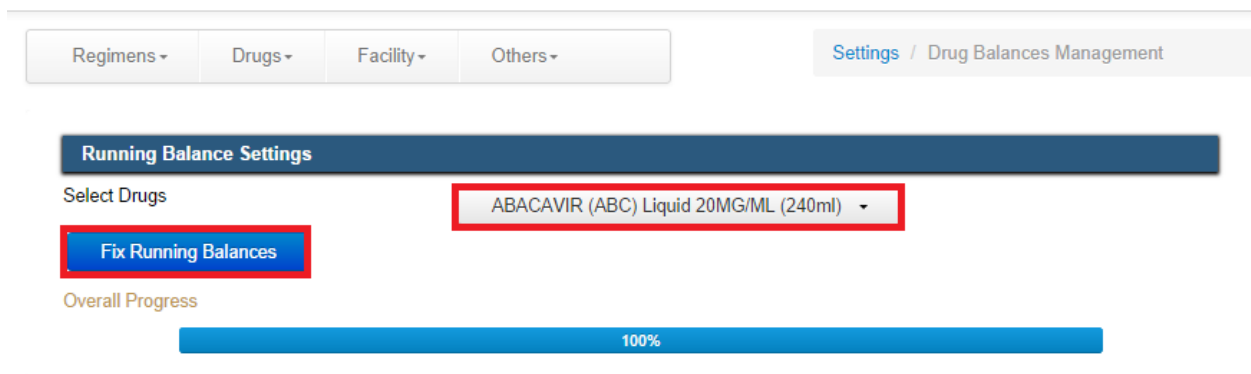 Regimens Drugs Facility Others Settings / Drug Balances Management
Running Balance Settings
Select Drugs ABACAVIR (ABC) Liquid 20MG/ML (240ml)
Fix Running Balances
Overall Progress
100%